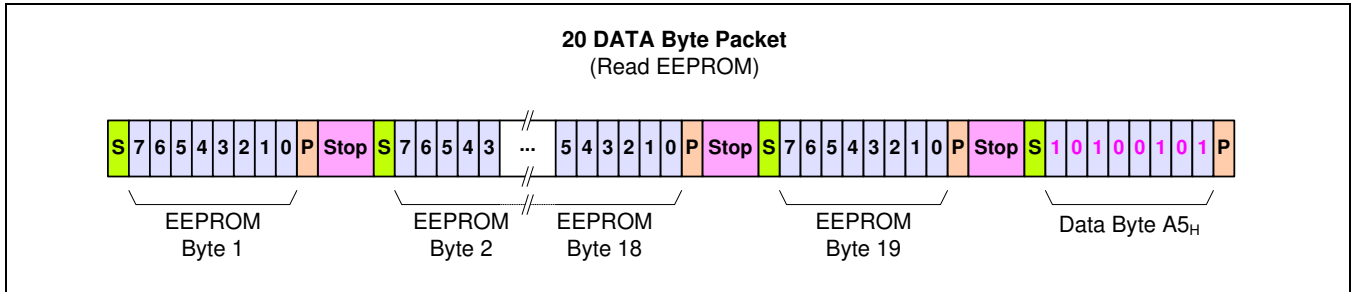 20 DATA Byte Packet
(Read EEPROM)
S 7 6 5 4 3 2 1 0 P Stop S 7 6 5 4 3 ... 5 4 3 2 1 0 P Stop S 7 6 5 4 3 2 1 0 P Stop S 1 0 1 0 0 1 0 1 P
EEPROM EEPROM EEPROM EEPROM Data Byte A5H
Byte 1 Byte 2 Byte 18 Byte 19